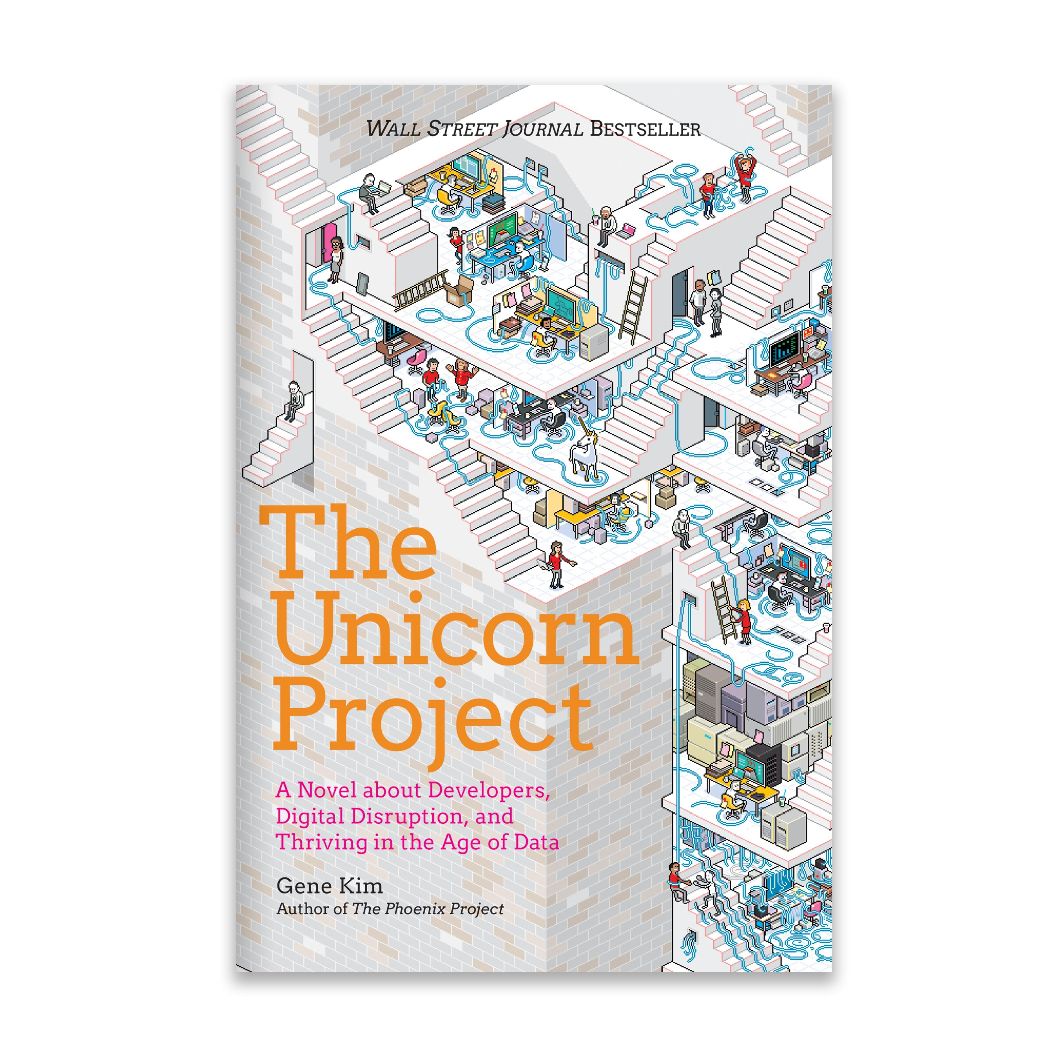 WALL STREET JOURNAL BESTSELLER
The
Unicorn
Project
A Novel about Developers,
Digital Disruption, and
Thriving in the Age of Data
Gene Kim
Author of The Phoenix Project